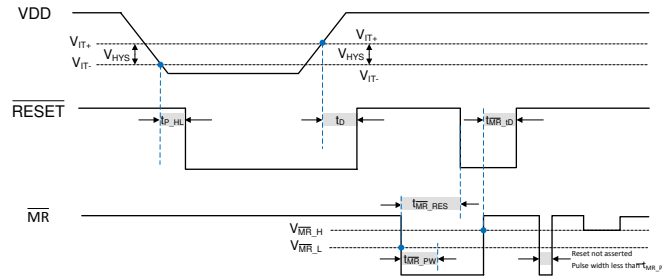 VDD
VIT+
VHYS
VIT-
VIT+
VHYS
VIT-
RESET
tP_HL
tD
tMR_tD
tMR_RES
MR
VMR_H
VMR_L
tMR_PW
Reset not asserted
Pulse width less than tMR_P